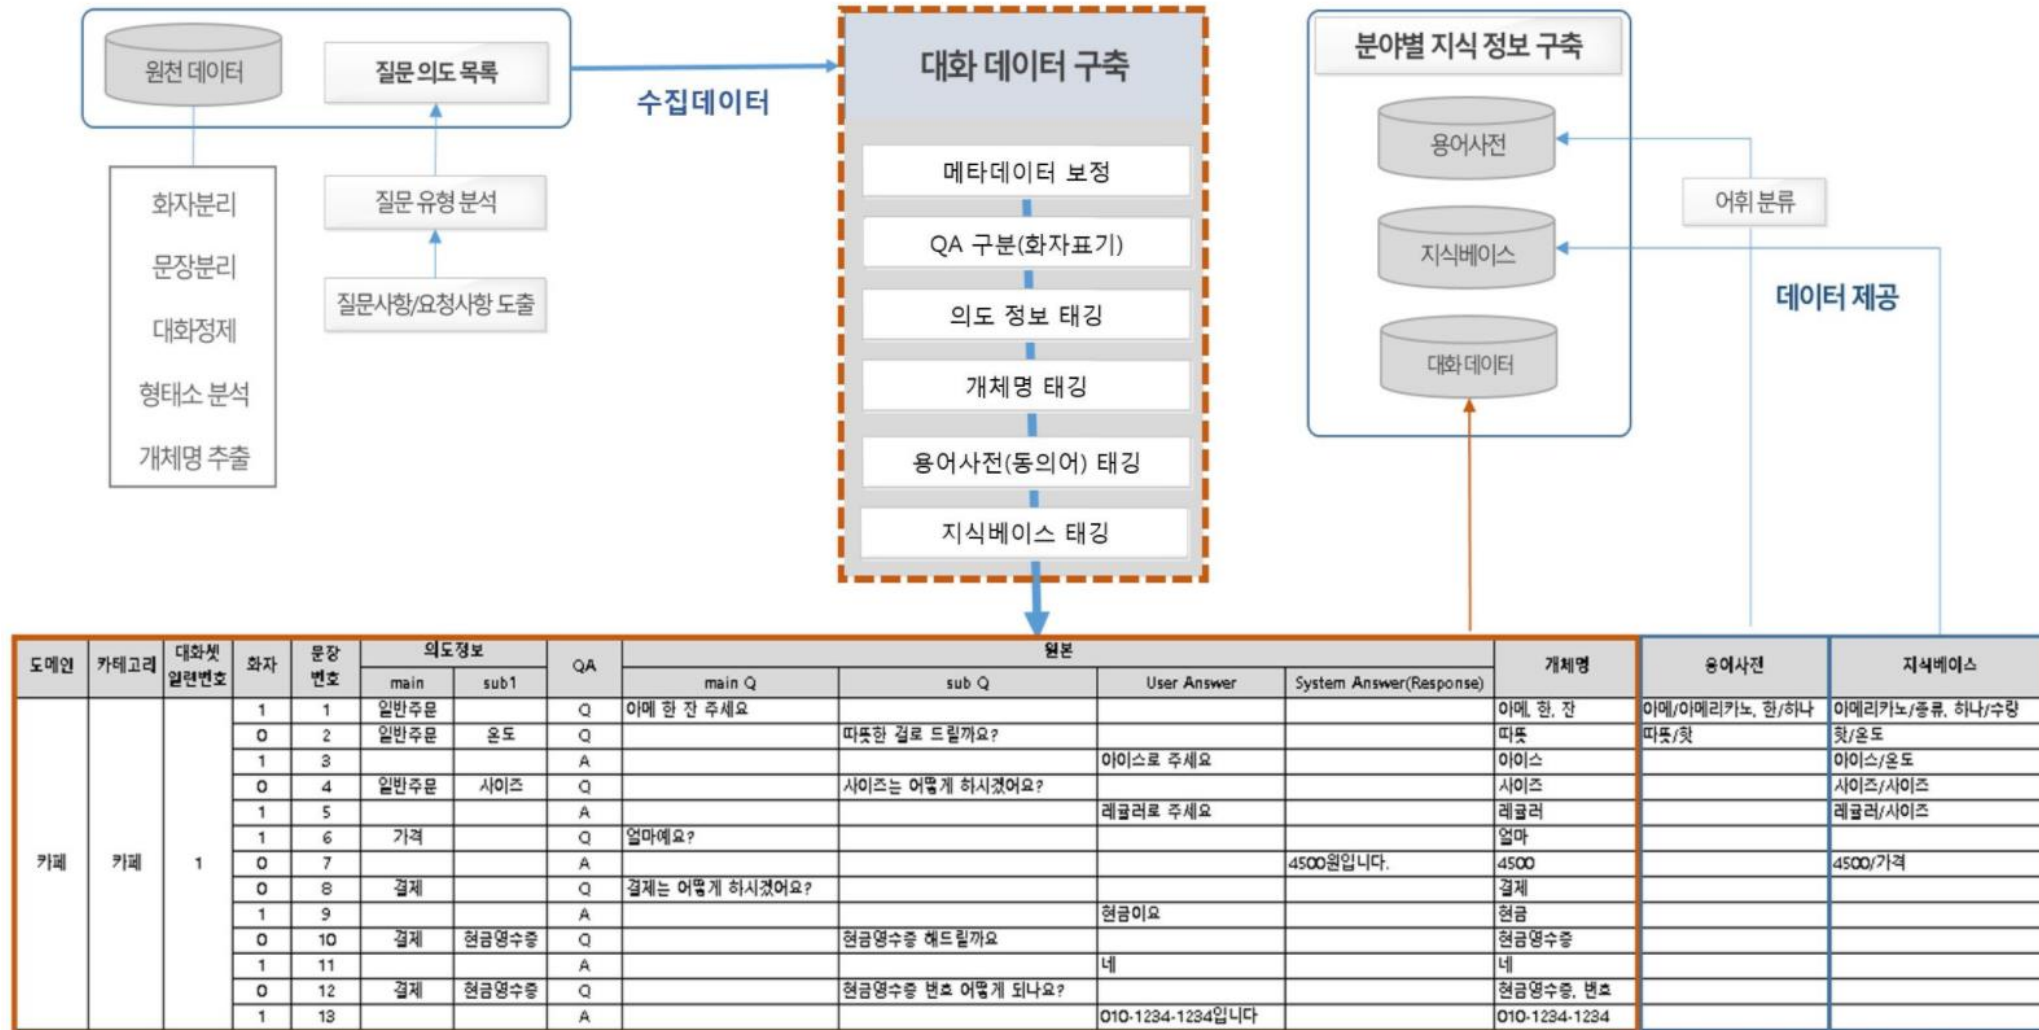 원천 데이터
질문 의도 목록
화자분리
문장분리
대화정제
형태소 분석
개체명 추출
질문 유형 분석
질문사항/요청사항 도출
수집데이터
대화 데이터 구축
메타데이터 보정
QA 구분(화자표기)
의도 정보 태깅
개체명 태깅
용어사전(동의어) 태깅
지식베이스 태깅
분야별 지식 정보 구축
용어사전
지식베이스
대화 데이터
어휘 분류
데이터 제공
도메인 카테고리 대화셋 일련번호 화자 문장 번호 의도정보 QA 원본 개체명 용어사전 지식베이스
main sub1 main Q sub Q User Answer System Answer(Response)
카페 카페 1
1 1 일반주문 Q 아메 한 잔 주세요 아메, 한, 잔 아메/아메리카노, 한/하나 아메리카노/종류, 하나/수량
0 2 일반주문 온도 Q 따뜻한 걸로 드릴까요? 따뜻 따뜻/핫 핫/온도
1 3 A 아이스로 주세요 아이스 아이스/온도
0 4 일반주문 사이즈 Q 사이즈는 어떻게 하시겠어요? 사이즈 사이즈/사이즈
1 5 A 레귤러로 주세요 레귤러 레귤러/사이즈
1 6 가격 Q 얼마예요? 얼마
0 7 A 4500원입니다. 4500 4500/가격
0 8 결제 Q 결제는 어떻게 하시겠어요? 결제
1 9 A 현금이요 현금
0 10 결제 현금영수증 Q 현금영수증 해드릴까요 현금영수증
1 11 A 네 네
0 12 결제 현금영수증 Q 현금영수증 번호 어떻게 되나요? 현금영수증, 번호
1 13 A 010-1234-1234입니다 010-1234-1234